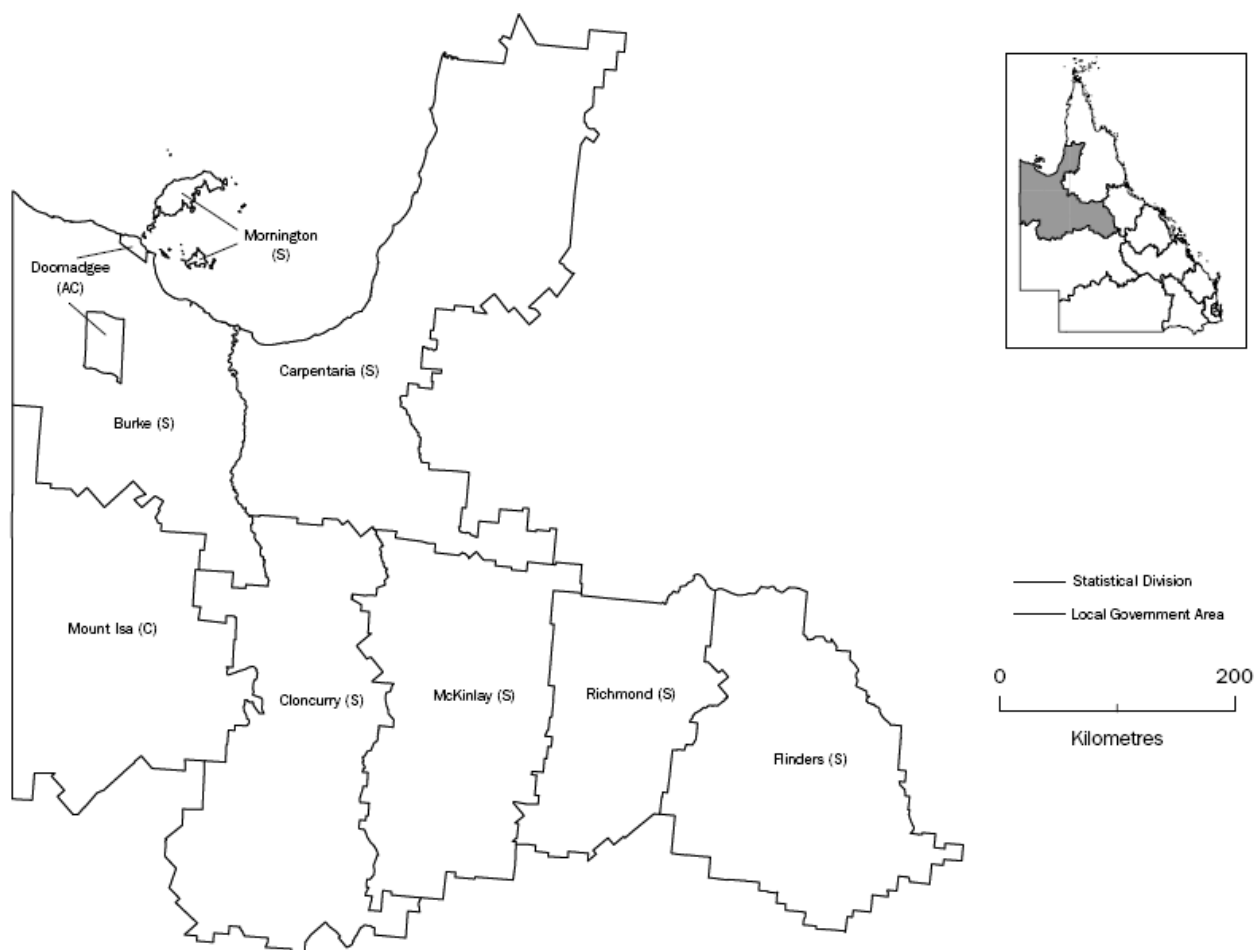 Mornington
(S)
Doomadgee
(AC)
Carpentaria (S)
Burke (S)
Mount Isa (C)
Cloncurry (S)
McKinlay (S)
Richmond (S)
Flinders (S)
Statistical Division
Local Government Area
0 200
Kilometres